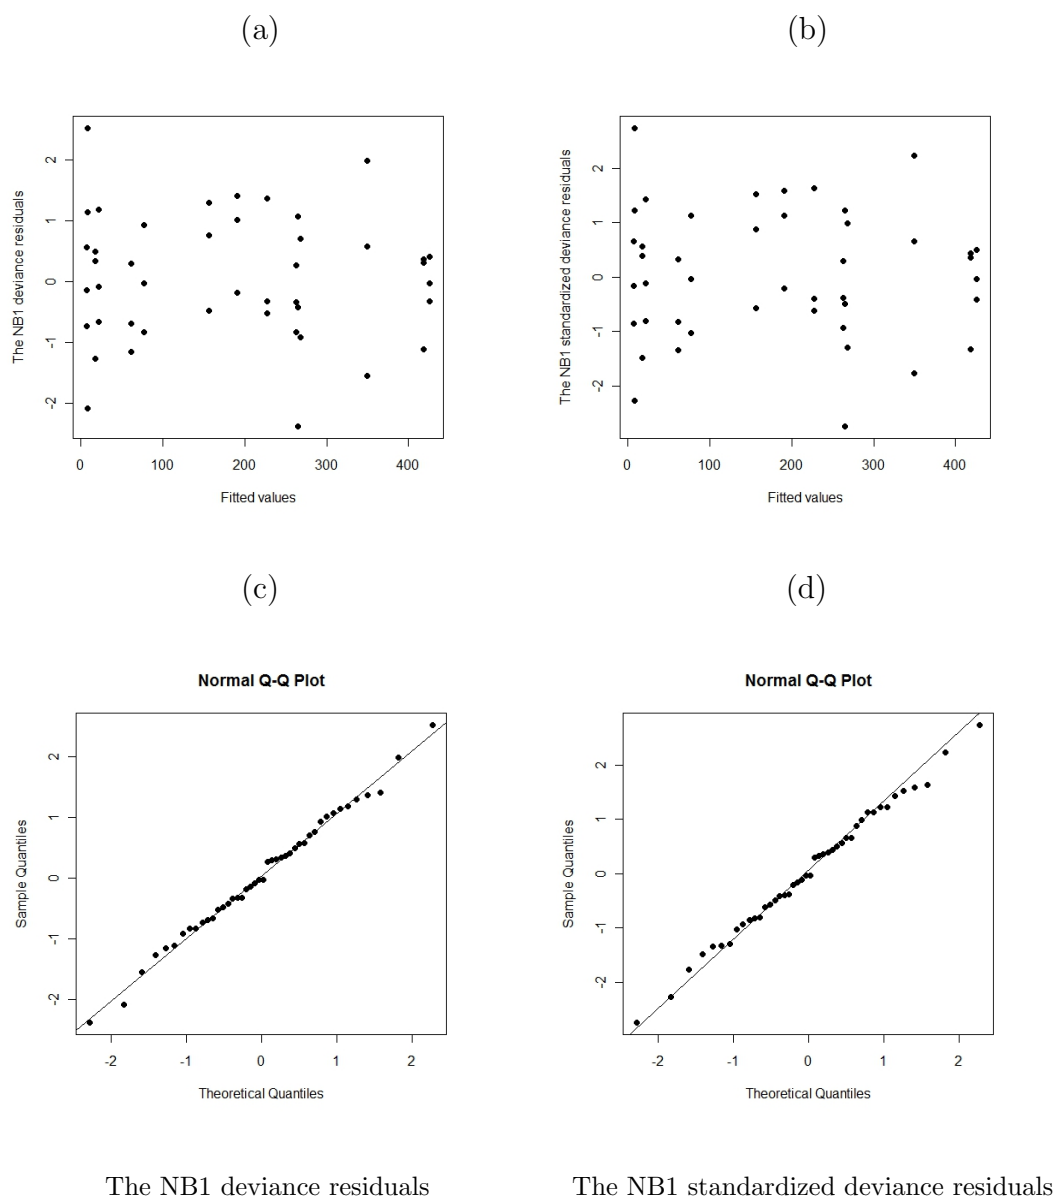 (a)
(b)
The NB1 deviance residuals
2
1
0
-1
-2
0 100 200 300 400
Fitted values
The NB1 standardized deviance residuals
2
1
0
-1
-2
0 100 200 300 400
Fitted values
(c)
(d)
Normal Q-Q Plot
Sample Quantiles
2
1
0
-1
-2
-2 -1 0 1 2
Theoretical Quantiles
Normal Q-Q Plot
Sample Quantiles
2
1
0
-1
-2
-2 -1 0 1 2
Theoretical Quantiles
The NB1 deviance residuals
The NB1 standardized deviance residuals